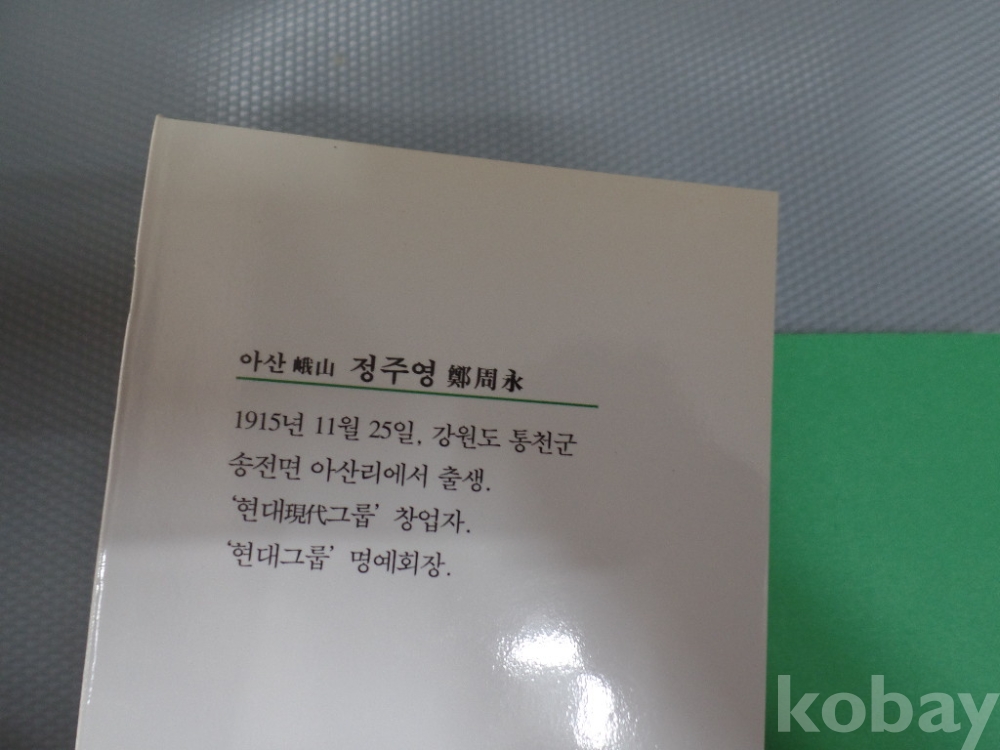 아산 峨山 정주영 鄭周永
1915년 11월 25일, 강원도 통천군
송전면 아산리에서 출생.
‘현대現代그룹’ 창업자.
‘현대그룹’ 명예회장.
kobay